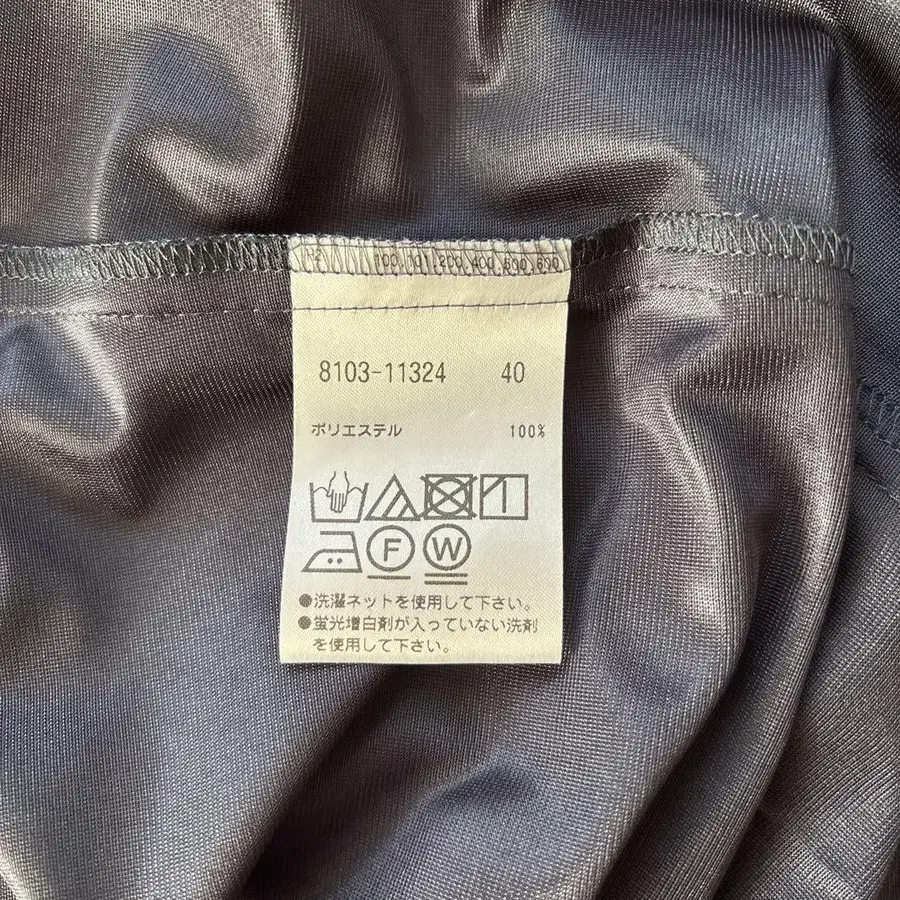 100 101 200 400 500 600
8103-11324 40
ポリエステル 100%
F W
●洗濯ネットを使用して下さい。
●蛍光増白剤が入っていない洗剤
を使用して下さい。